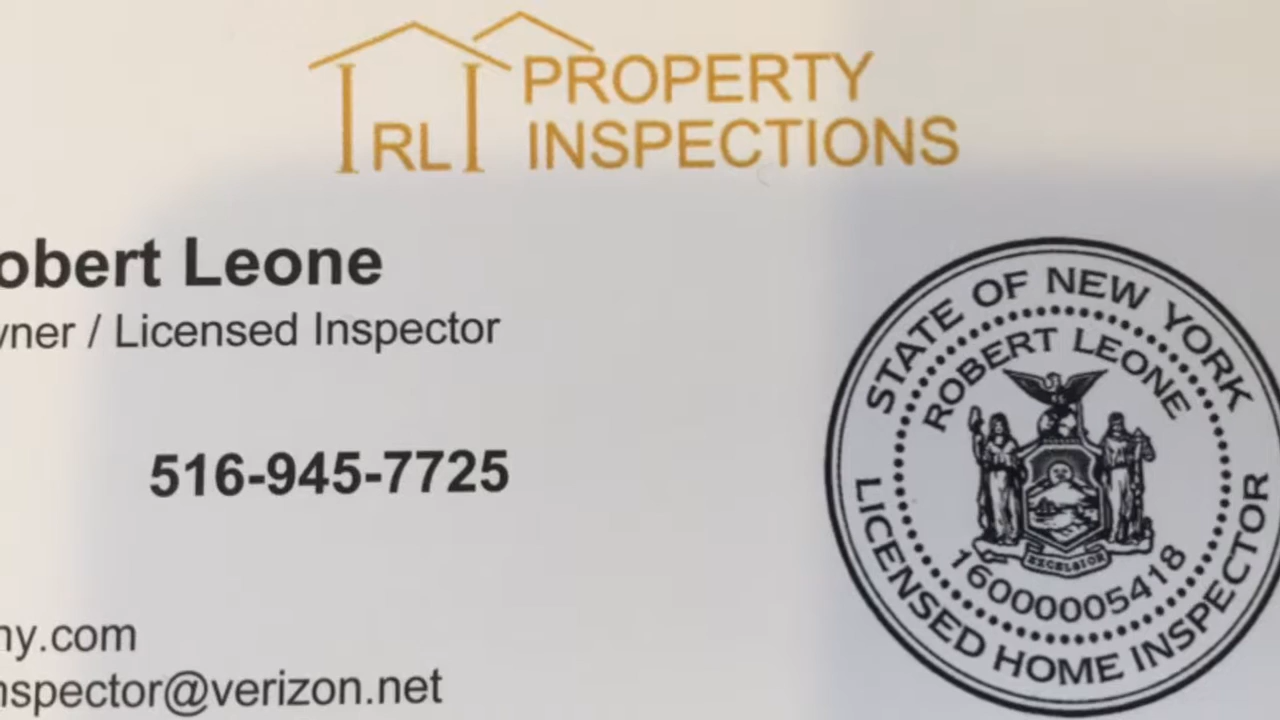 PROPERTY
RL INSPECTIONS
obert Leone
wner / Licensed Inspector
516-945-7725
ny.com
nspector@verizon.net
STATE OF NEW YORK
ROBERT LEONE
EXCELSIOR
16000005418
LICENSED HOME INSPECTOR